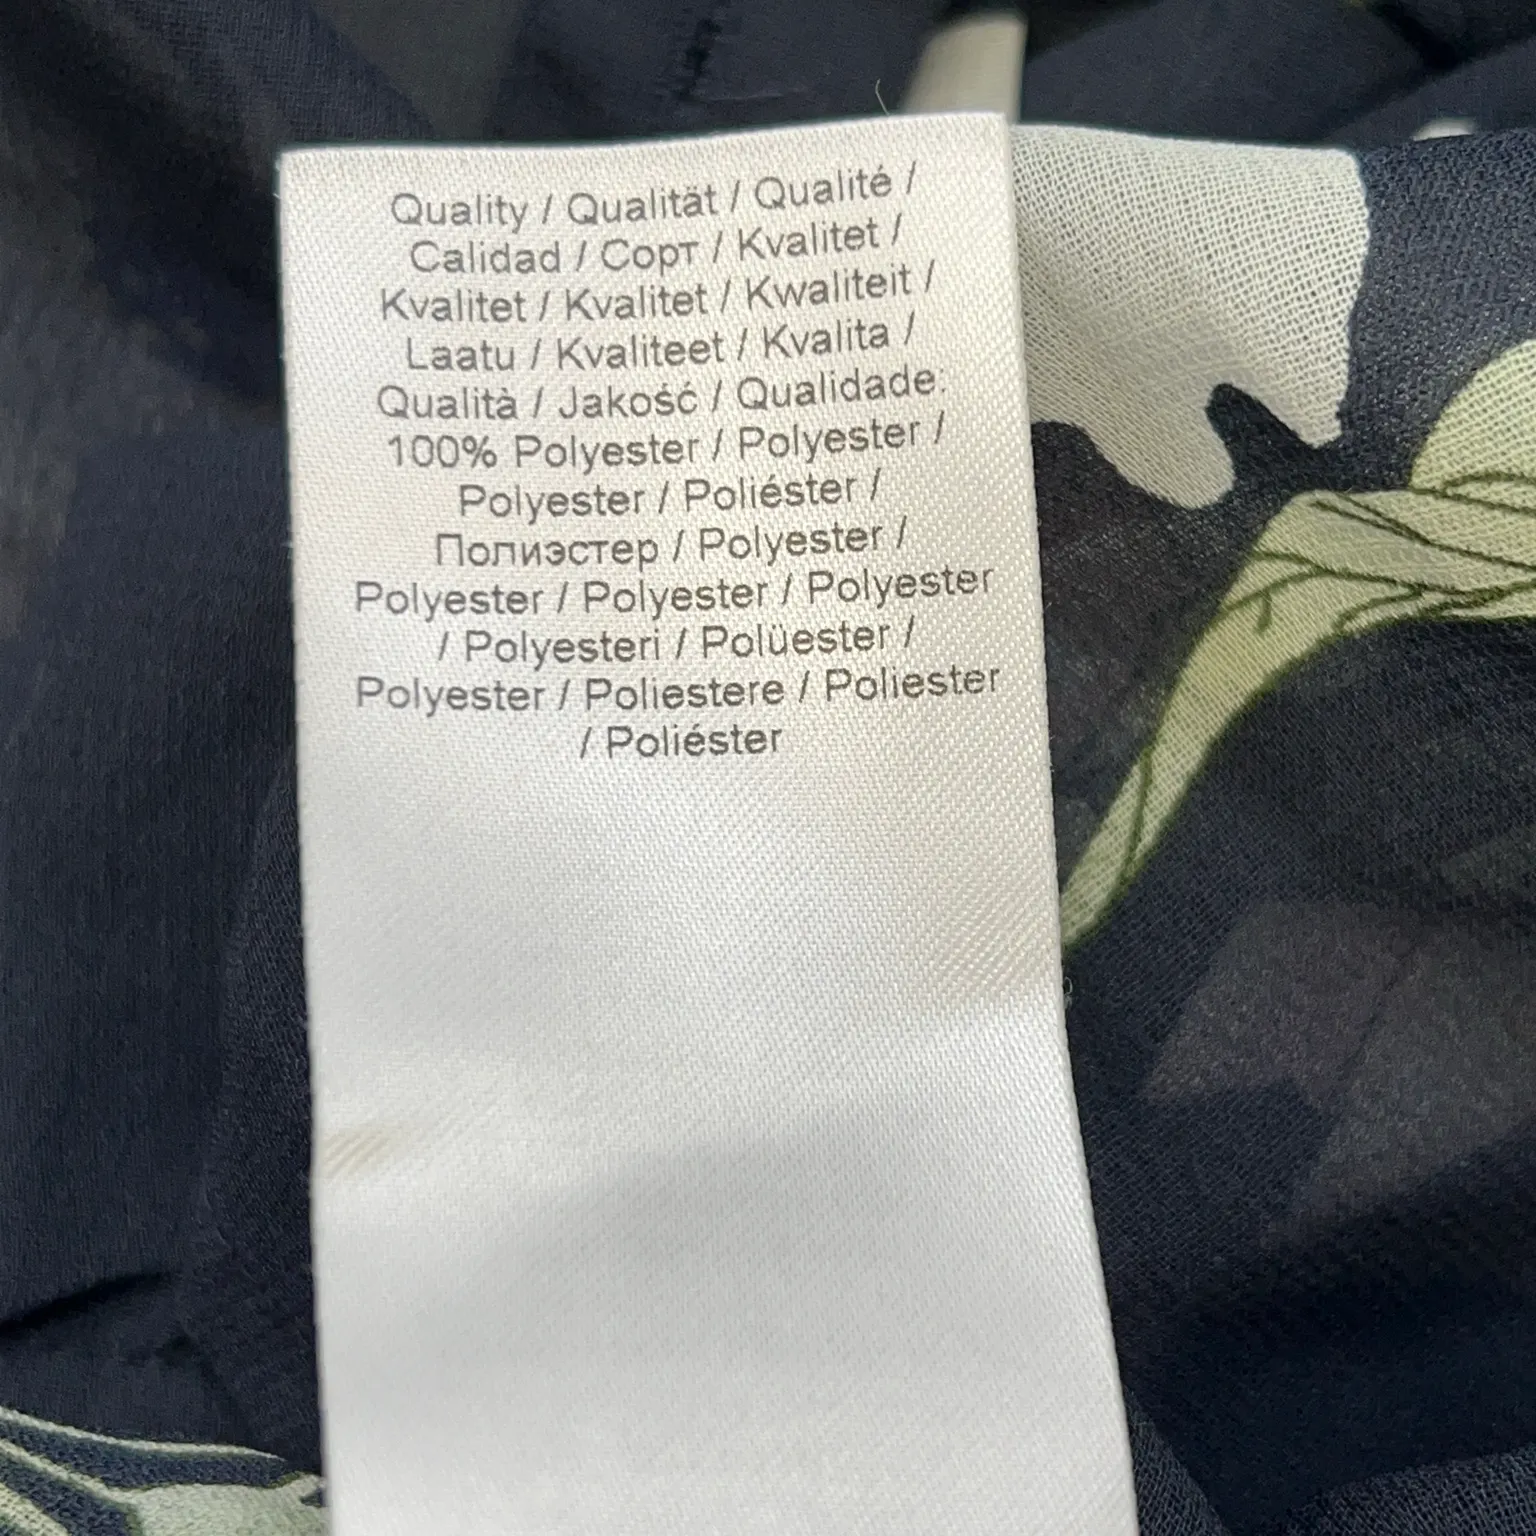 Quality / Qualität / Qualité /
Calidad / Сорт / Kvalitet /
Kvalitet / Kvalitet / Kwaliteit /
Laatu / Kvaliteet / Kvalita /
Qualità / Jakość / Qualidade:
100% Polyester / Polyester /
Polyester / Poliéster /
Полиэстер / Polyester /
Polyester / Polyester / Polyester
/ Polyesteri / Polüester /
Polyester / Poliestere / Poliester
/ Poliéster